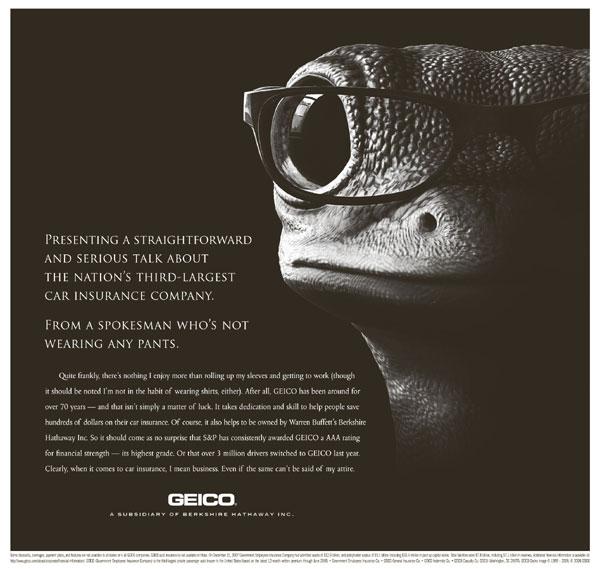 PRESENTING A STRAIGHTFORWARD
AND SERIOUS TALK ABOUT
THE NATION'S THIRD-LARGEST
CAR INSURANCE COMPANY.
FROM A SPOKESMAN WHO'S NOT
WEARING ANY PANTS.
Quite frankly, there's nothing I enjoy more than rolling up my sleeves and getting to work (though
it should be noted I'm not in the habit of wearing shirts, either). After all, GEICO has been around for
over 70 years — and that isn't simply a matter of luck. It takes dedication and skill to help people save
hundreds of dollars on their car insurance. Of course, it also helps to be owned by Warren Buffett's Berkshire
Hathaway Inc. So it should come as no surprise that S&P has consistently awarded GEICO a AAA rating
for financial strength — its highest grade. Or that over 3 million drivers switched to GEICO last year.
Clearly, when it comes to car insurance, I mean business. Even if the same can't be said of my attire.
GEICO
A SUBSIDIARY OF BERKSHIRE HATHAWAY INC.